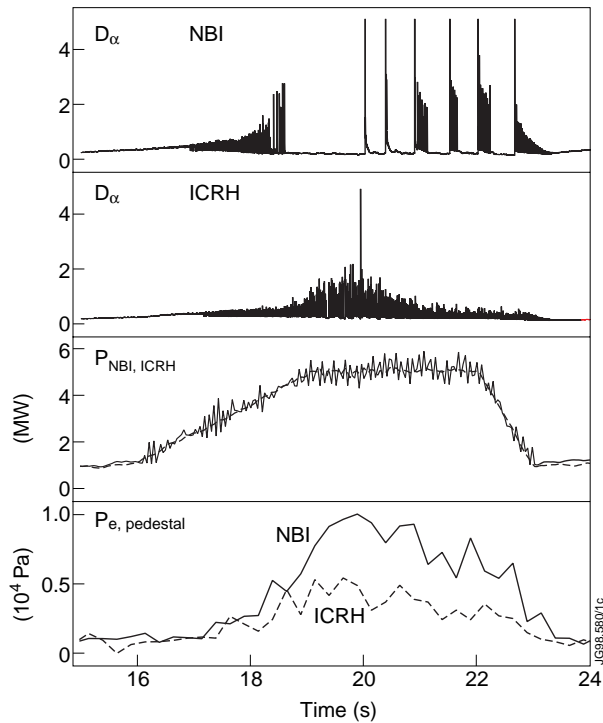 Dα NBI
4
2
0
Dα ICRH
4
2
0
6
4
2
0
(MW)
PNBI, ICRH
1.0
0.5
0
(10⁴ Pa)
Pe, pedestal
NBI
ICRH
16 18 20 22 24
Time (s)
JG98.580/1c